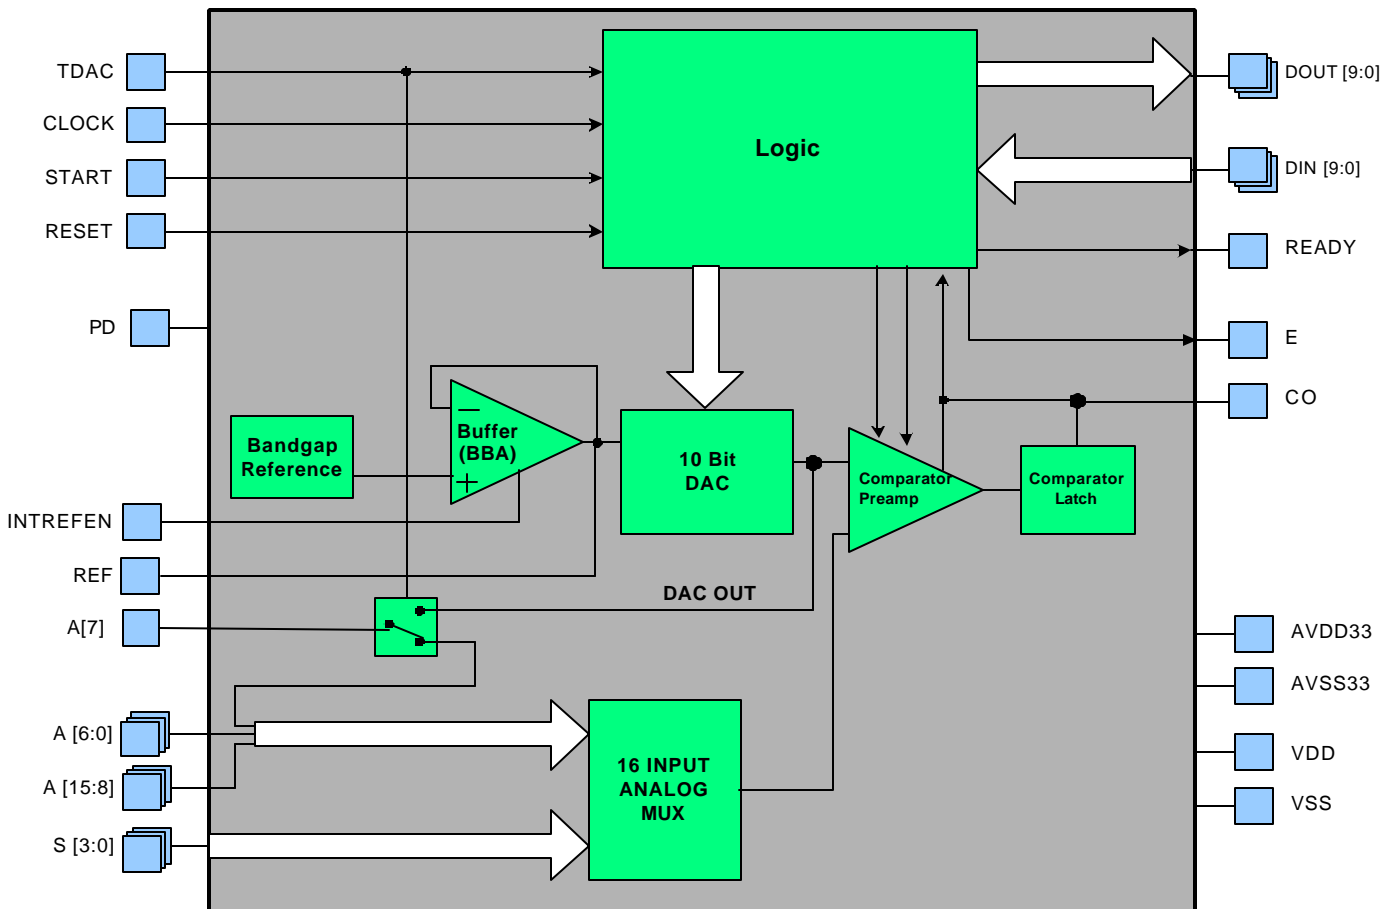 TDAC
CLOCK
START
RESET
PD
INTREFEN
REF
A[7]
A [6:0]
A [15:8]
S [3:0]
Logic
Bandgap
Reference
Buffer
(BBA)
10 Bit
DAC
Comparator
Preamp
Comparator
Latch
DAC OUT
16 INPUT
ANALOG
MUX
DOUT [9:0]
DIN [9:0]
READY
E
CO
AVDD33
AVSS33
VDD
VSS